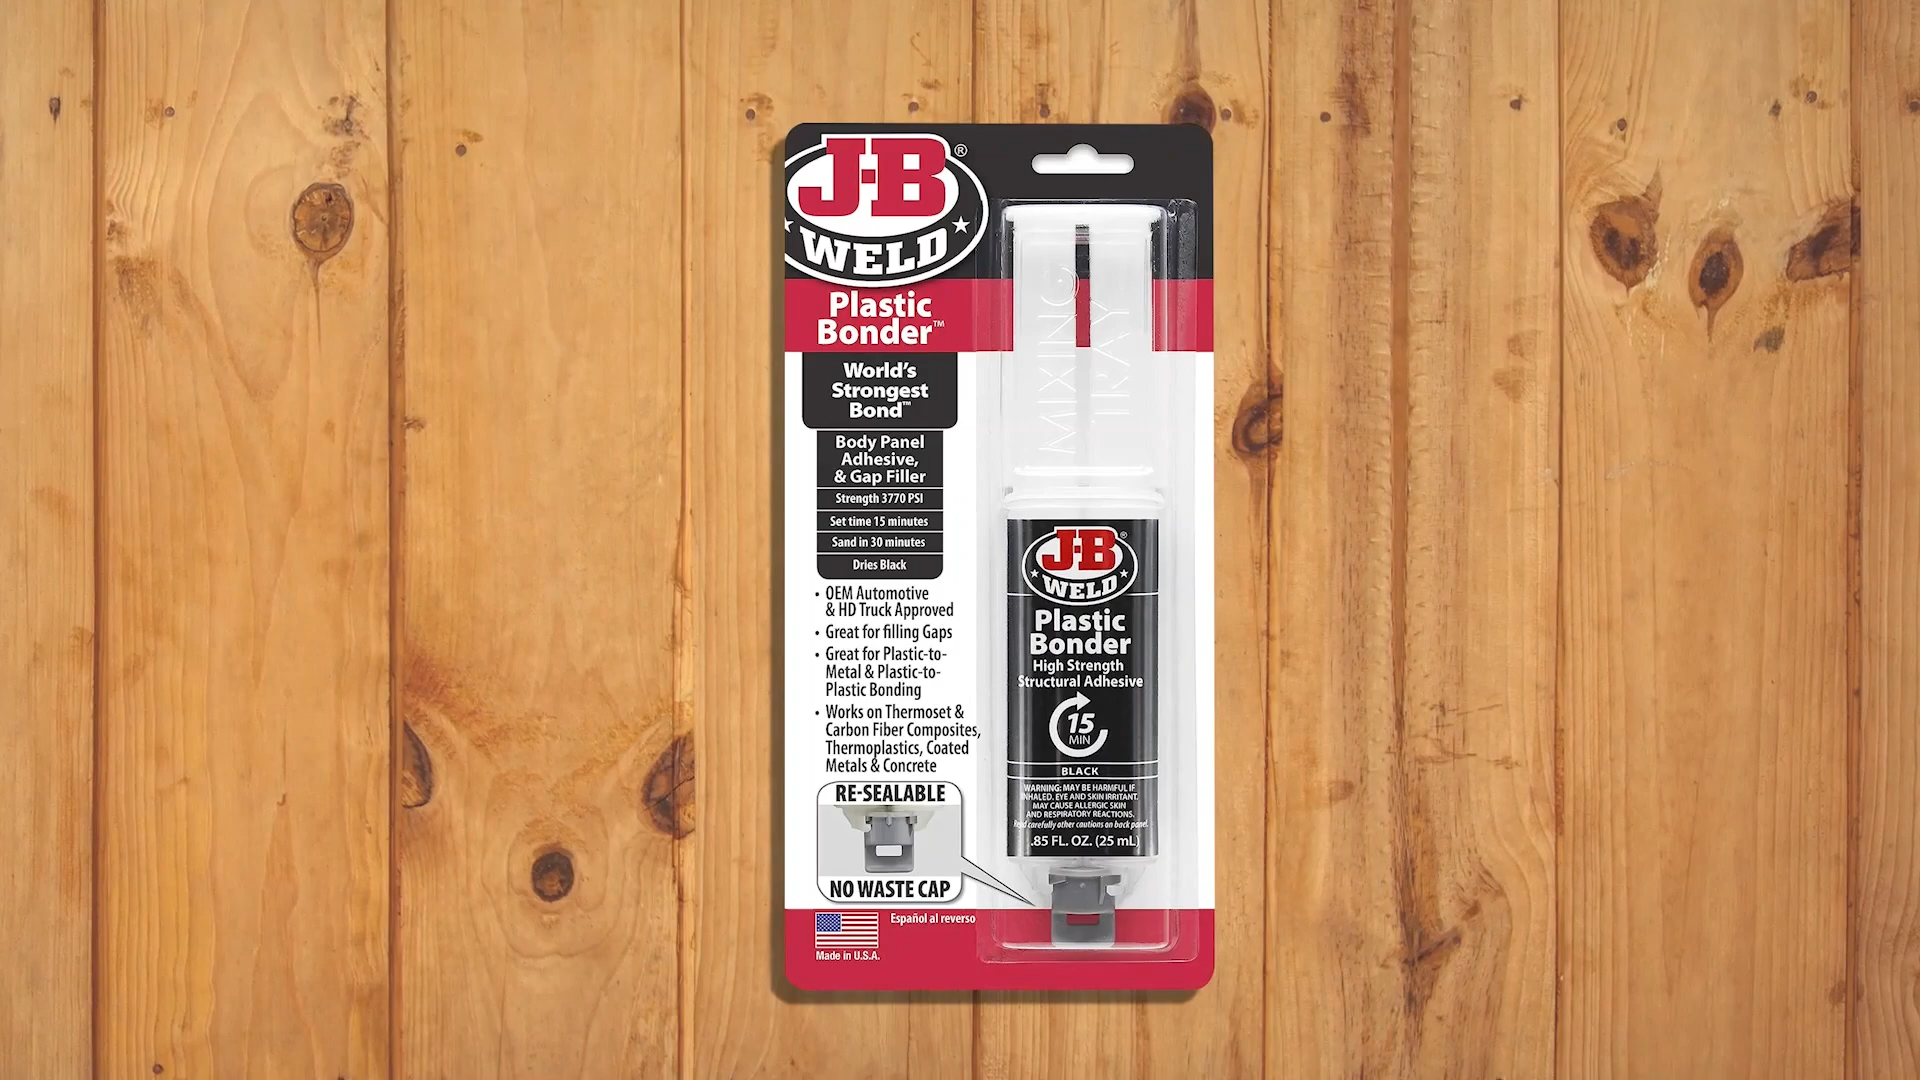 J-B
WELD
®
Plastic
Bonder™
World's
Strongest
Bond™
Body Panel
Adhesive,
& Gap Filler
Strength 3770 PSI
Set time 15 minutes
Sand in 30 minutes
Dries Black
• OEM Automotive
& HD Truck Approved
• Great for filling Gaps
• Great for Plastic-to-
Metal & Plastic-to-
Plastic Bonding
• Works on Thermoset &
Carbon Fiber Composites,
Thermoplastics, Coated
Metals & Concrete
RE-SEALABLE
NO WASTE CAP
Español al reverso
Made in U.S.A.
MIXING
TRAY
J-B
WELD
®
Plastic
Bonder
High Strength
Structural Adhesive
15
MIN
BLACK
WARNING: MAY BE HARMFUL IF
INHALED. EYE AND SKIN IRRITANT.
MAY CAUSE ALLERGIC SKIN
AND RESPIRATORY REACTIONS.
Read carefully other cautions on back panel.
.85 FL. OZ. (25 mL)